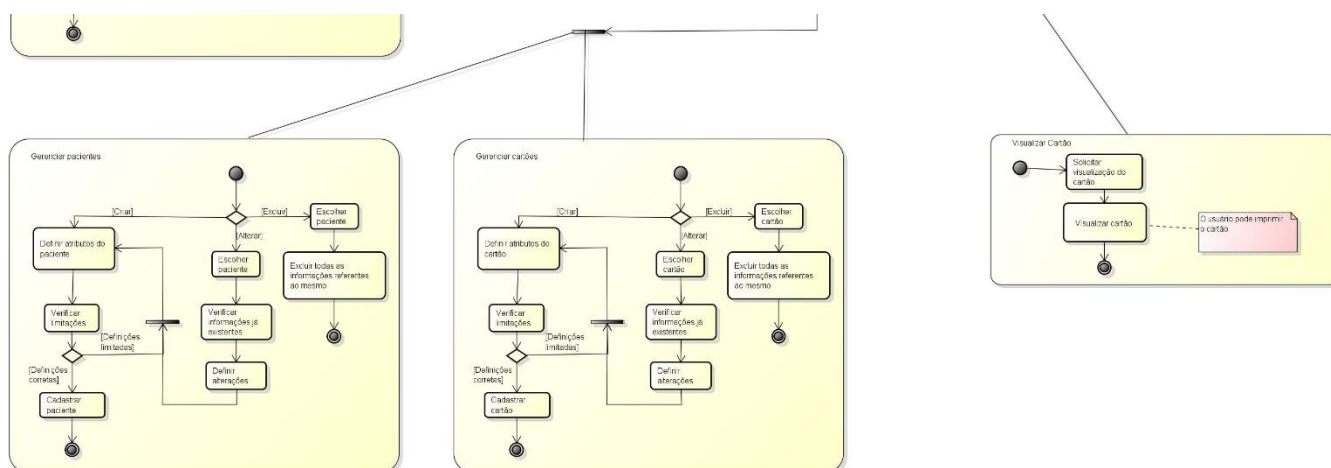 Gerenciar pacientes
[Criar]
[Excluir]
Escolher
paciente
[Alterar]
Definir atributos do
paciente
Escolher
paciente
Excluir todas as
informações referentes
ao mesmo
Verificar
limitações
Verificar
informações já
existentes
[Definições
limitadas]
[Definições
corretas]
Definir
alterações
Cadastrar
paciente
Gerenciar cartões
[Criar]
[Excluir]
Escolher
cartão
[Alterar]
Definir atributos do
cartão
Escolher
cartão
Excluir todas as
informações referentes
ao mesmo
Verificar
limitações
Verificar
informações já
existentes
[Definições
limitadas]
[Definições
corretas]
Definir
alterações
Cadastrar
cartão
Visualizar Cartão
Solicitar
visualização do
cartão
Visualizar cartão
O usuário pode imprimir
o cartão